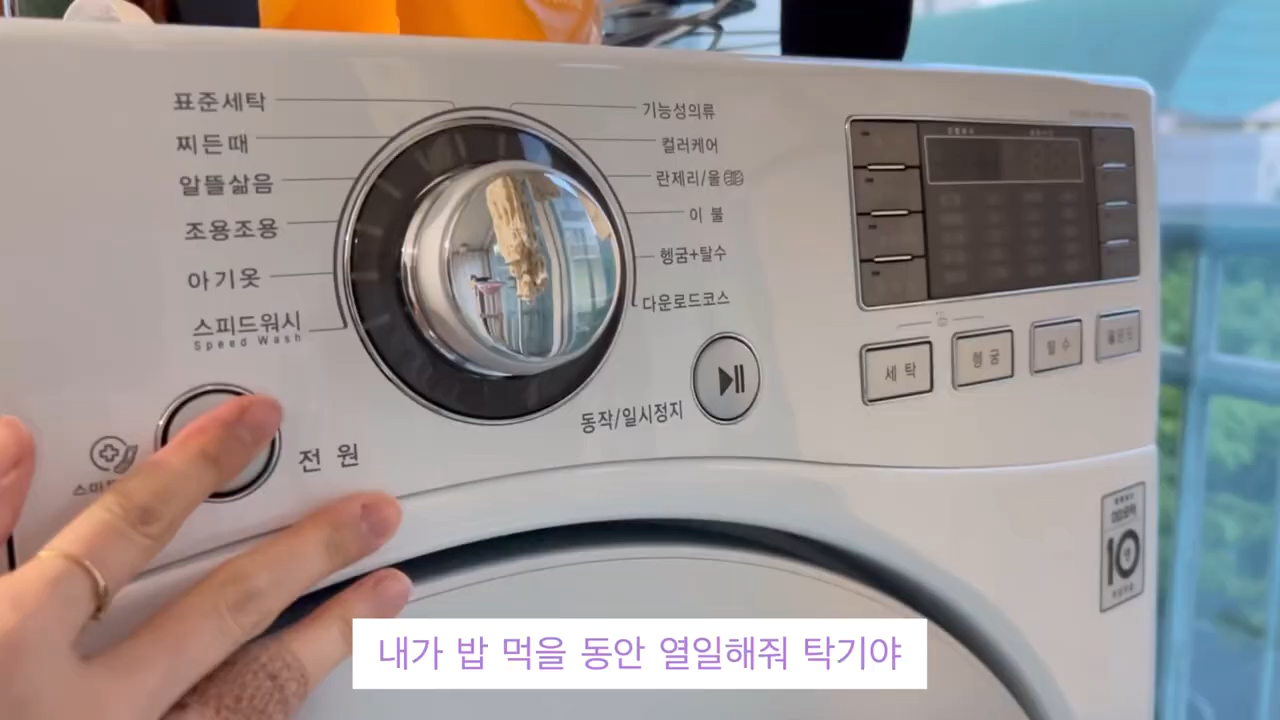 표준세탁
찌든때
알뜰삶음
조용조용
아기옷
스피드워시
Speed Wash
기능성의류
컬러케어
란제리/울
이불
헹굼+탈수
다운로드코스
동작/일시정지
전원
세탁
헹굼
탈수
10
내가 밥 먹을 동안 열일해줘 탁기야